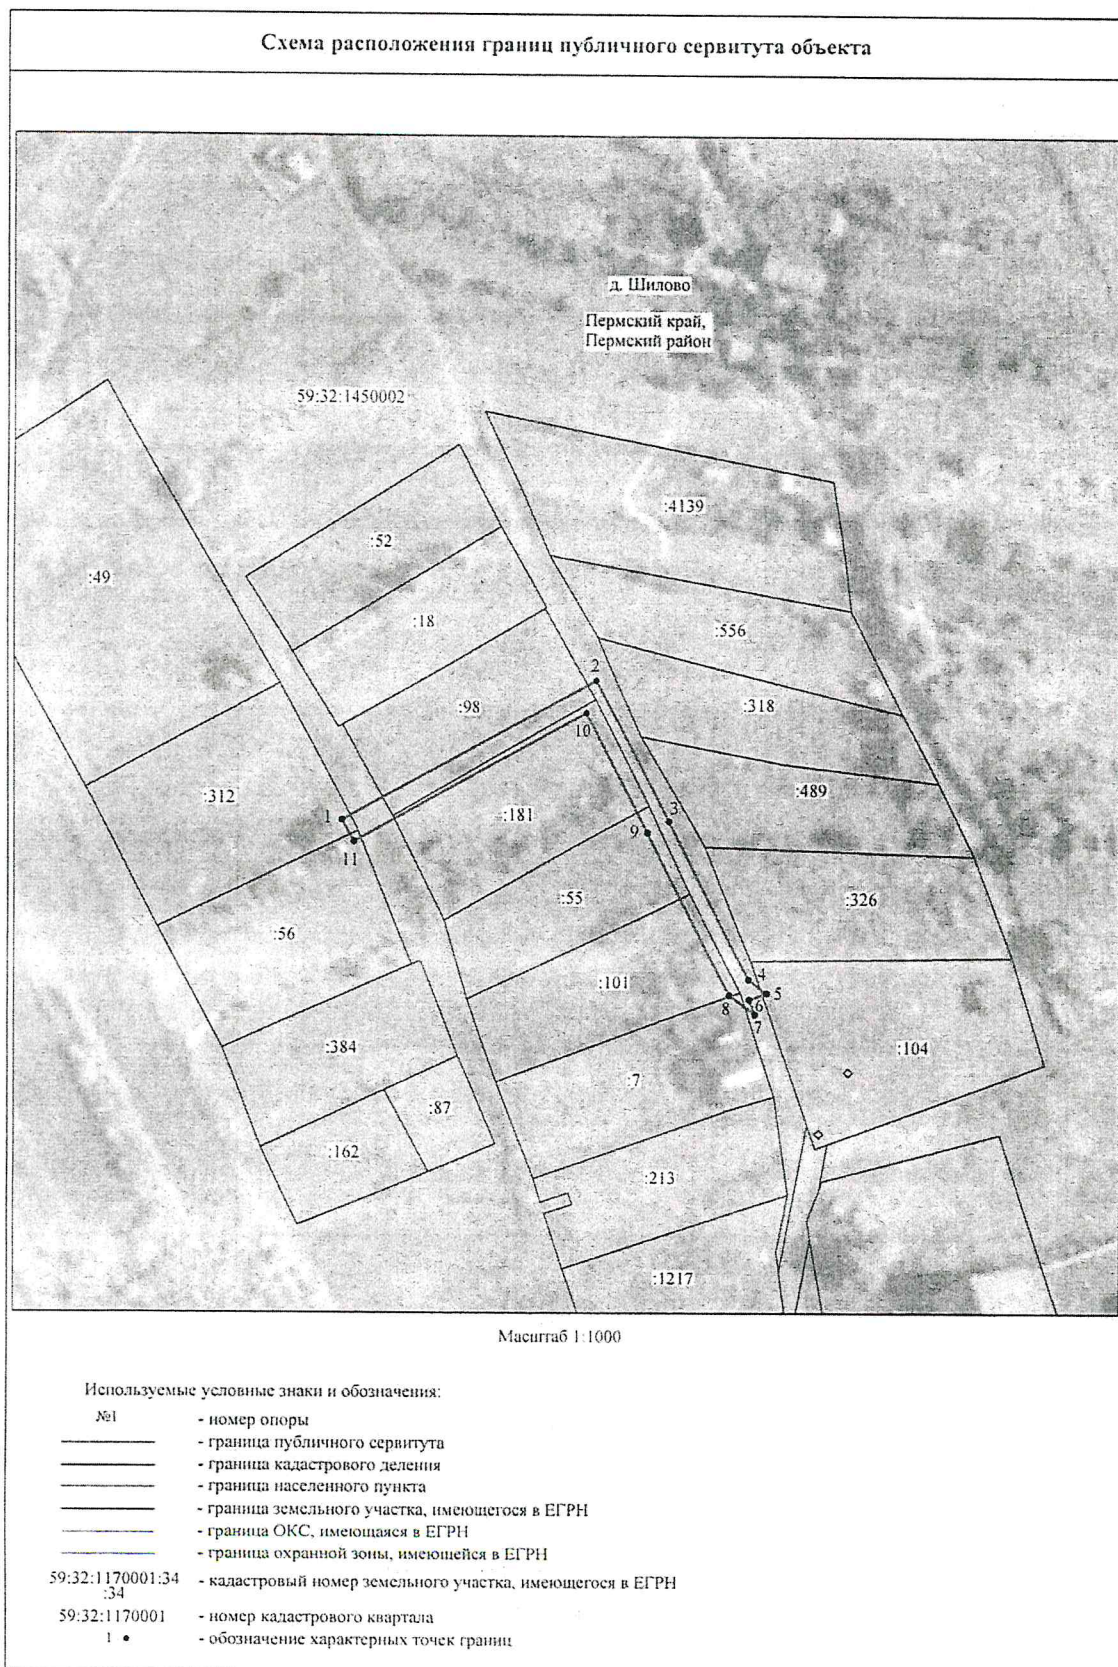 Схема расположения границ публичного сервитута объекта
д. Шилово
Пермский край,
Пермский район
59:32:1450002
:4139
:52
:49
:18
:556
2
:98
:318
10
:312
1
:181
3
:489
9
11
:55
:326
:56
:101
4
5
8
6
7
:384
:104
:7
:87
:162
:213
:1217
Масштаб 1:1000
Используемые условные знаки и обозначения:
№1 - номер опоры
- граница публичного сервитута
- граница кадастрового деления
- граница населенного пункта
- граница земельного участка, имеющегося в ЕГРН
- граница ОКС, имеющаяся в ЕГРН
- граница охранной зоны, имеющейся в ЕГРН
59:32:1170001:34 - кадастровый номер земельного участка, имеющегося в ЕГРН
:34
59:32:1170001 - номер кадастрового квартала
1 • - обозначение характерных точек границ